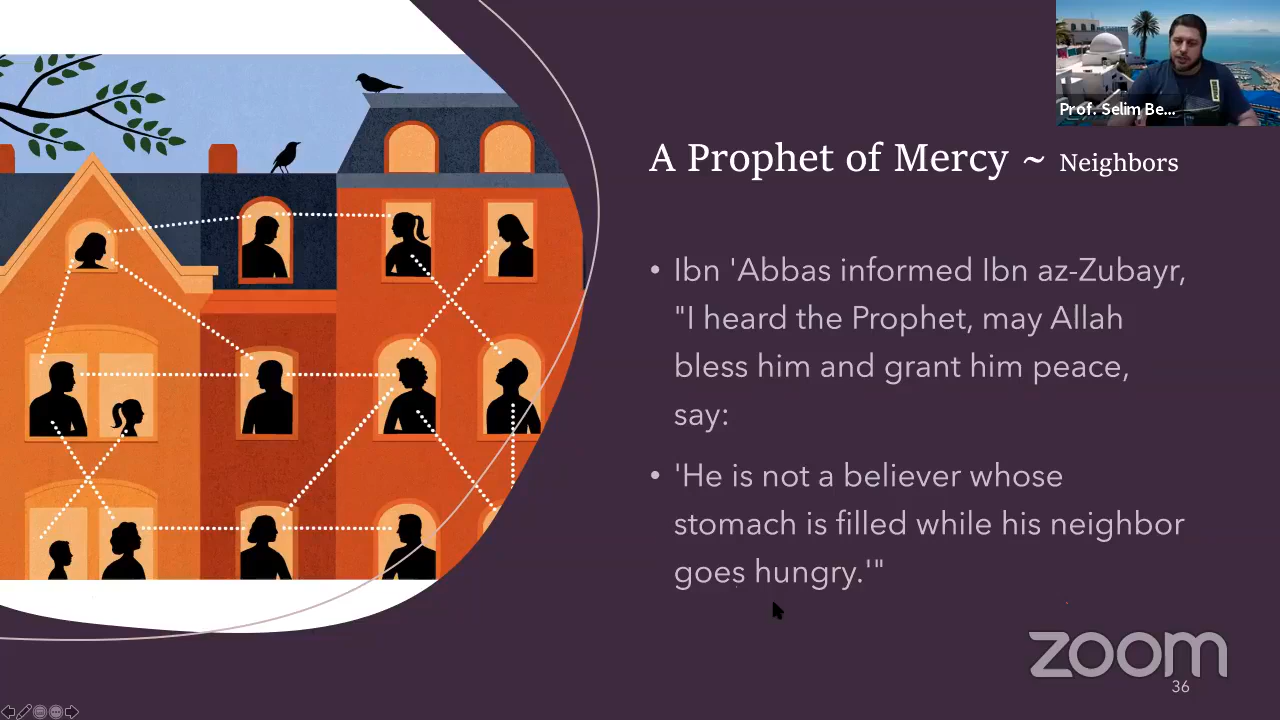 Prof. Selim Be...
A Prophet of Mercy ~ Neighbors
• Ibn 'Abbas informed Ibn az-Zubayr,
"I heard the Prophet, may Allah
bless him and grant him peace,
say:
• 'He is not a believer whose
stomach is filled while his neighbor
goes hungry.'"
zoom
36